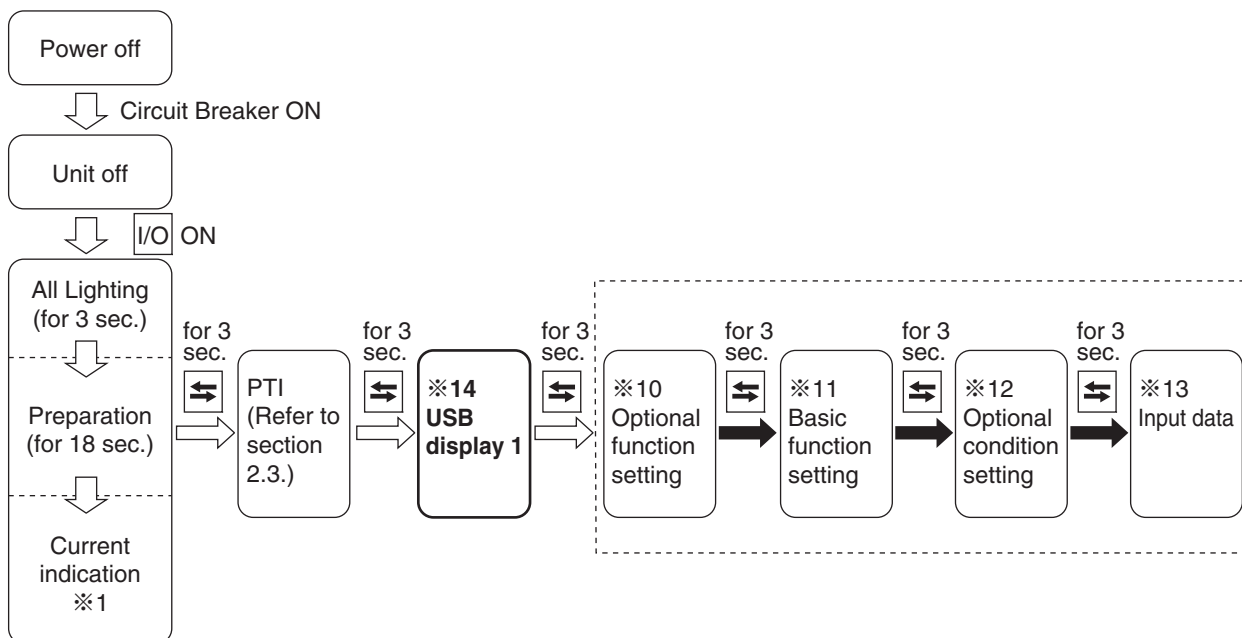 Power off
Circuit Breaker ON
Unit off
I/O ON
All Lighting
(for 3 sec.)
Preparation
(for 18 sec.)
Current
indication
※1
for 3
sec.
PTI
(Refer to
section
2.3.)
for 3
sec.
※14
USB
display 1
for 3
sec.
※10
Optional
function
setting
for 3
sec.
※11
Basic
function
setting
for 3
sec.
※12
Optional
condition
setting
for 3
sec.
※13
Input data